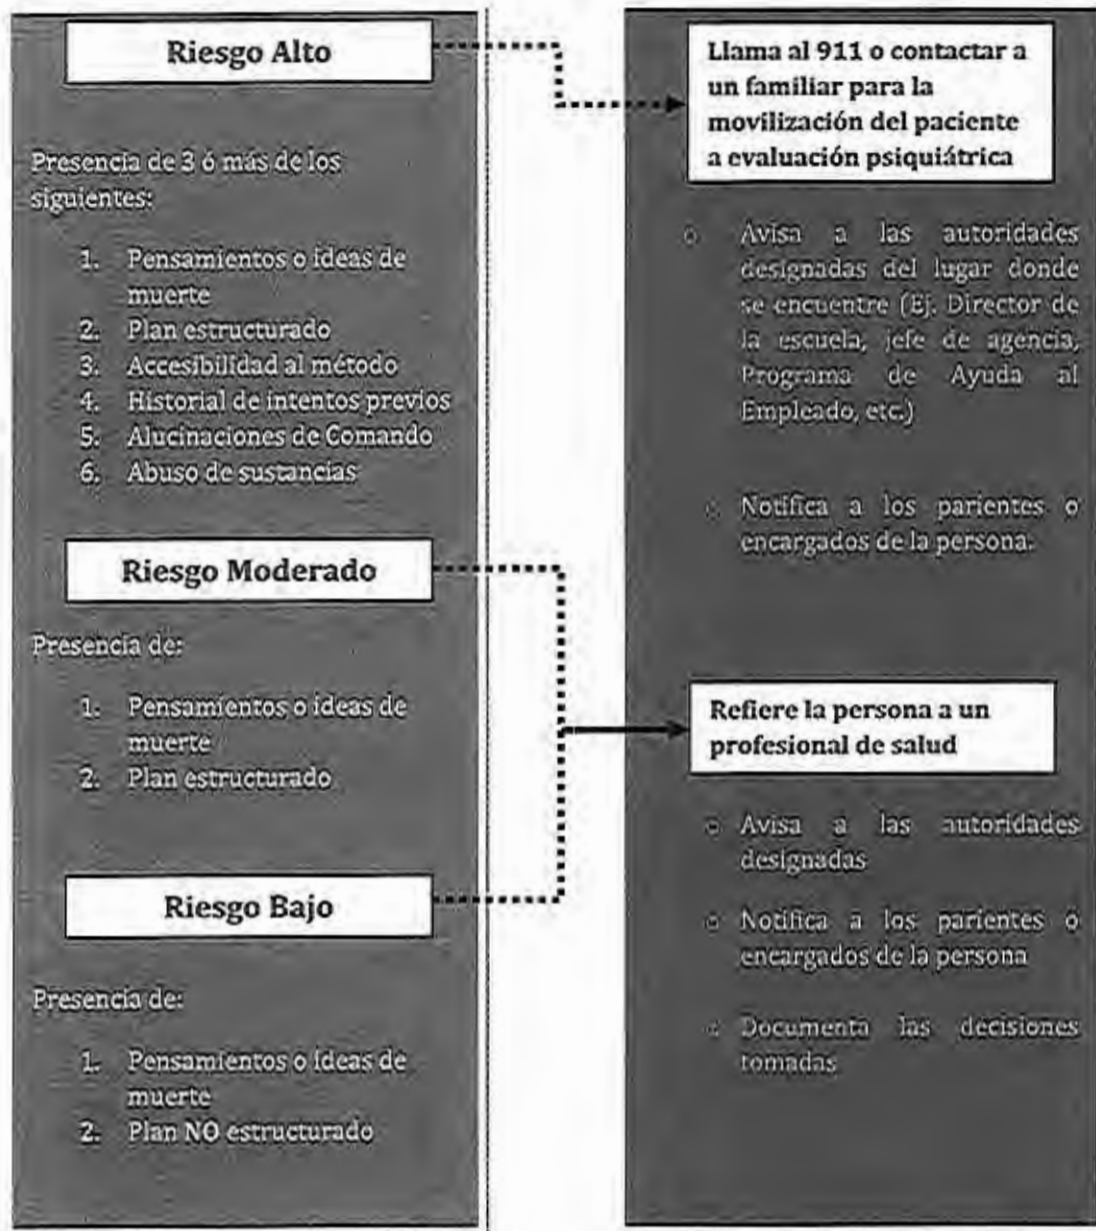 Riesgo Alto
Presencia de 3 ó más de los
siguientes:
1. Pensamientos o ideas de
muerte
2. Plan estructurado
3. Accesibilidad al método
4. Historial de intentos previos
5. Alucinaciones de Comando
6. Abuso de sustancias
Riesgo Moderado
Presencia de:
1. Pensamientos o ideas de
muerte
2. Plan estructurado
Riesgo Bajo
Presencia de:
1. Pensamientos o ideas de
muerte
2. Plan NO estructurado
Llama al 911 o contactar a
un familiar para la
movilización del paciente
a evaluación psiquiátrica
o Avisa a las autoridades
designadas del lugar donde
se encuentre (Ej. Director de
la escuela, jefe de agencia,
Programa de Ayuda al
Empleado, etc.)
o Notifica a los parientes o
encargados de la persona.
Refiere la persona a un
profesional de salud
o Avisa a las autoridades
designadas
o Notifica a los parientes o
encargados de la persona
o Documenta las decisiones
tomadas